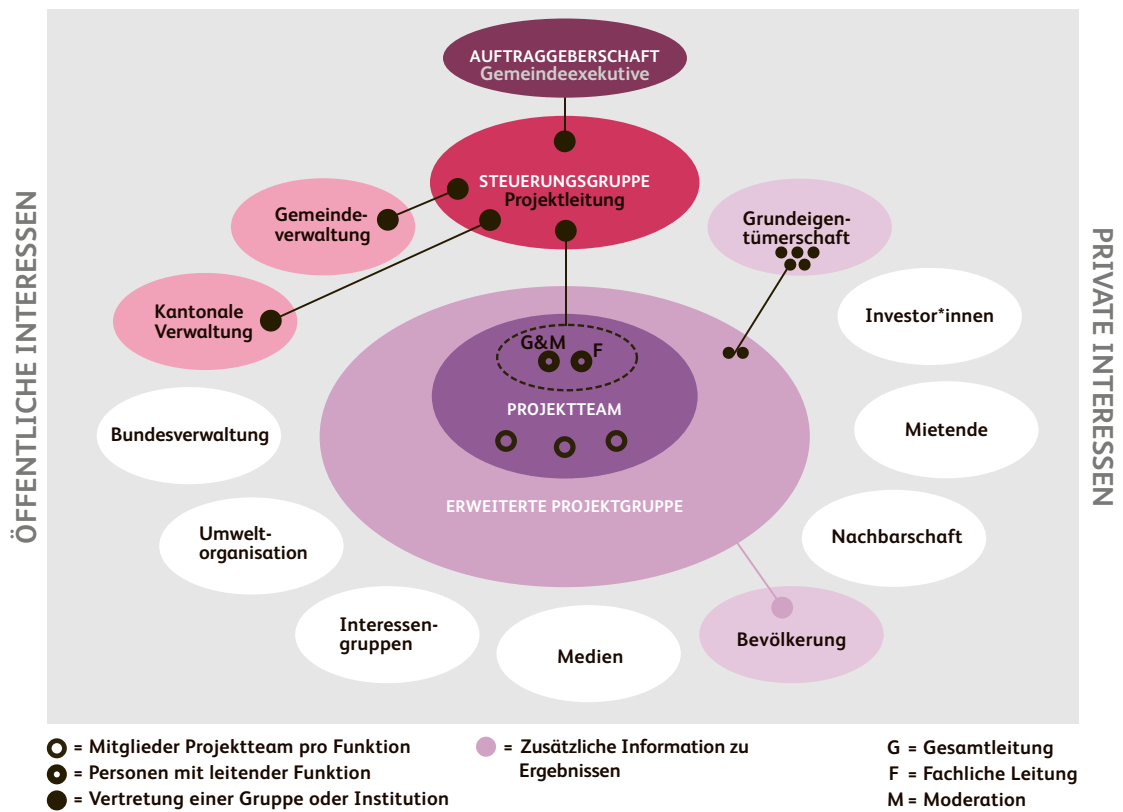 AUFTRAGGEBERSCHAFT
Gemeindeexekutive
STEUERUNGSGRUPPE
Projektleitung
Gemeinde-
verwaltung
Grundeigen-
tümerschaft
ÖFFENTLICHE INTERESSEN
PRIVATE INTERESSEN
Kantonale
Verwaltung
Investor*innen
G&M
F
PROJEKTTEAM
Bundesverwaltung
Mietende
ERWEITERTE PROJEKTGRUPPE
Umwelt-
organisation
Nachbarschaft
Interessen-
gruppen
Medien
Bevölkerung
= Mitglieder Projektteam pro Funktion
= Personen mit leitender Funktion
= Vertretung einer Gruppe oder Institution
= Zusätzliche Information zu
Ergebnissen
G = Gesamtleitung
F = Fachliche Leitung
M = Moderation